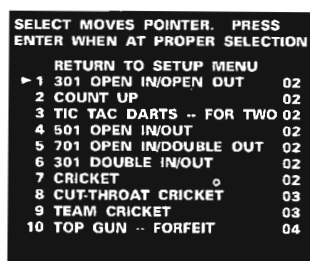 SELECT MOVES POINTER. PRESS
ENTER WHEN AT PROPER SELECTION
RETURN TO SETUP MENU
► 1 301 OPEN IN/OPEN OUT 02
2 COUNT UP 02
3 TIC TAC DARTS -- FOR TWO 02
4 501 OPEN IN/OUT 02
5 701 OPEN IN/DOUBLE OUT 02
6 301 DOUBLE IN/OUT 02
7 CRICKET 02
8 CUT-THROAT CRICKET 03
9 TEAM CRICKET 03
10 TOP GUN -- FORFEIT 04